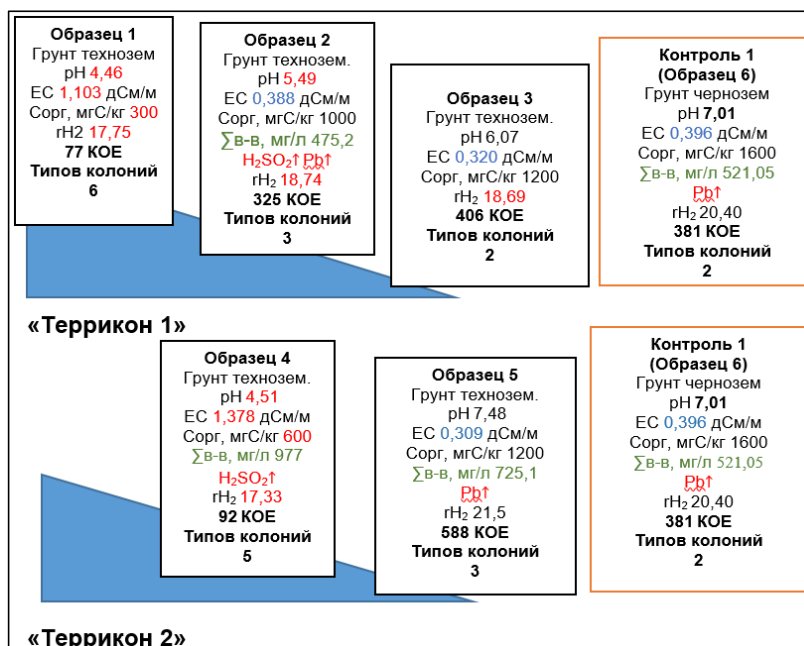 Образец 1
Грунт технозем
pH 4,46
EC 1,103 дСм/м
Сорг, мгС/кг 300
rH2 17,75
77 КОЕ
Типов колоний
6
Образец 2
Грунт технозем.
pH 5,49
EC 0,388 дСм/м
Сорг, мгС/кг 1000
∑в-в, мг/л 475,2
H₂SO₂↑ Pb↑
rH₂ 18,74
325 КОЕ
Типов колоний
3
Образец 3
Грунт технозем.
pH 6,07
EC 0,320 дСм/м
Сорг, мгС/кг 1200
rH₂ 18,69
406 КОЕ
Типов колоний
2
Контроль 1
(Образец 6)
Грунт чернозем
pH 7,01
EC 0,396 дСм/м
Сорг, мгС/кг 1600
∑в-в, мг/л 521,05
Pb↑
rH₂ 20,40
381 КОЕ
Типов колоний
2
«Террикон 1»
Образец 4
Грунт технозем.
pH 4,51
EC 1,378 дСм/м
Сорг, мгС/кг 600
∑в-в, мг/л 977
H₂SO₂↑
rH₂ 17,33
92 КОЕ
Типов колоний
5
Образец 5
Грунт технозем.
pH 7,48
EC 0,309 дСм/м
Сорг, мгС/кг 1200
∑в-в, мг/л 725,1
Pb↑
rH₂ 21,5
588 КОЕ
Типов колоний
3
Контроль 1
(Образец 6)
Грунт чернозем
pH 7,01
EC 0,396 дСм/м
Сорг, мгС/кг 1600
∑в-в, мг/л 521,05
Pb↑
rH₂ 20,40
381 КОЕ
Типов колоний
2
«Террикон 2»